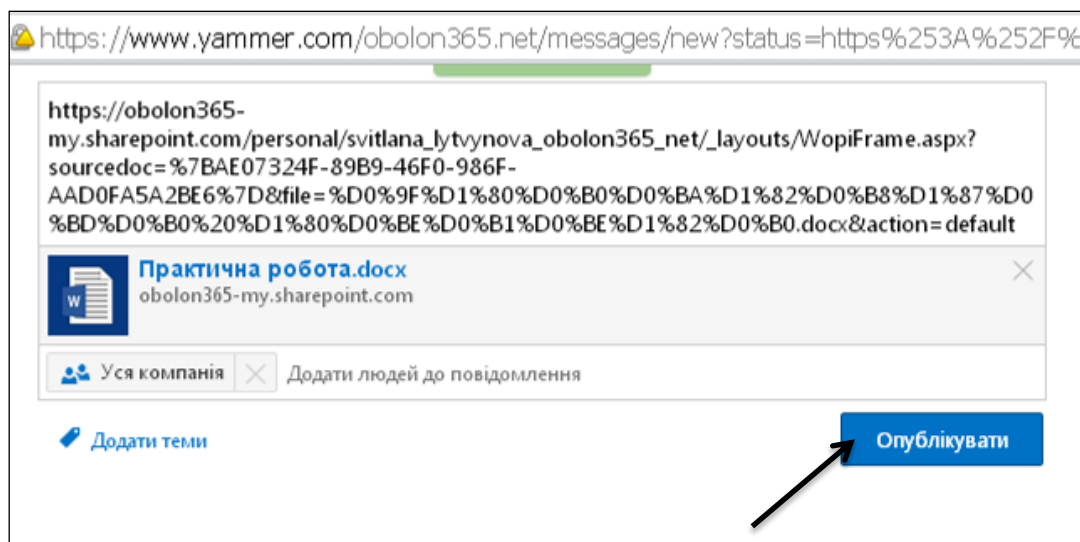 https://www.yammer.com/obolon365.net/messages/new?status=https%253A%252F%
https://obolon365-
my.sharepoint.com/personal/svitlana_lytvynova_obolon365_net/_layouts/WopiFrame.aspx?
sourcedoc=%7BAE07324F-89B9-46F0-986F-
AAD0FA5A2BE6%7D&file=%D0%9F%D1%80%D0%B0%D0%BA%D1%82%D0%B8%D1%87%D0
%BD%D0%B0%20%D1%80%D0%BE%D0%B1%D0%BE%D1%82%D0%B0.docx&action=default
W
Практична робота.docx
obolon365-my.sharepoint.com
Уся компанія Додати людей до повідомлення
Додати теми Опублікувати